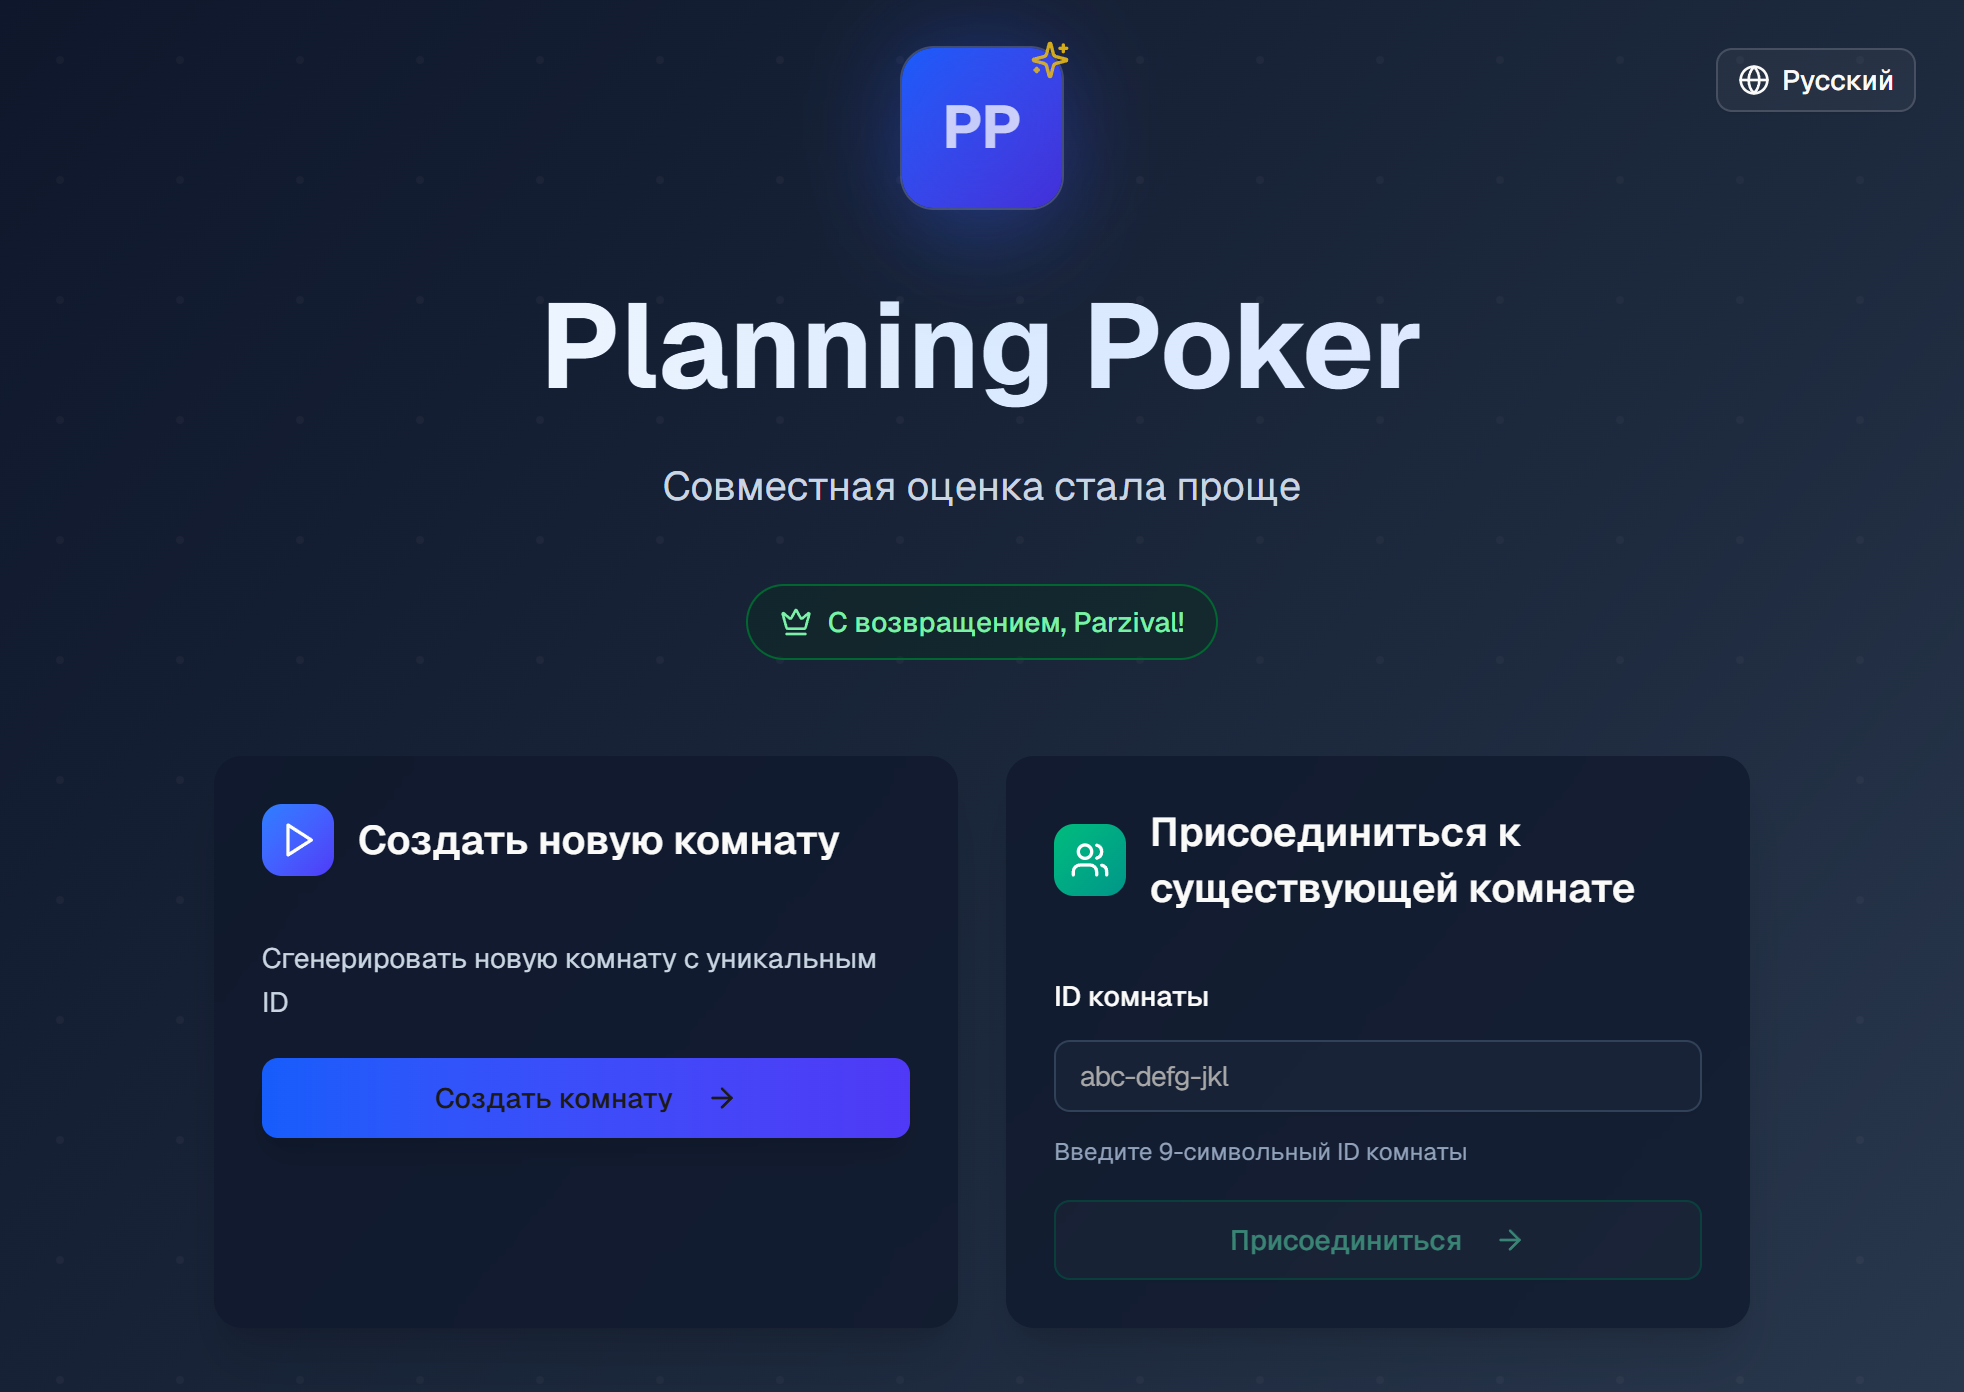 PP
Русский
Planning Poker
Совместная оценка стала проще
С возвращением, Parzival!
Создать новую комнату
Сгенерировать новую комнату с уникальным
ID
Создать комнату
Присоединиться к
существующей комнате
ID комнаты
abc-defg-jkl
Введите 9-символьный ID комнаты
Присоединиться